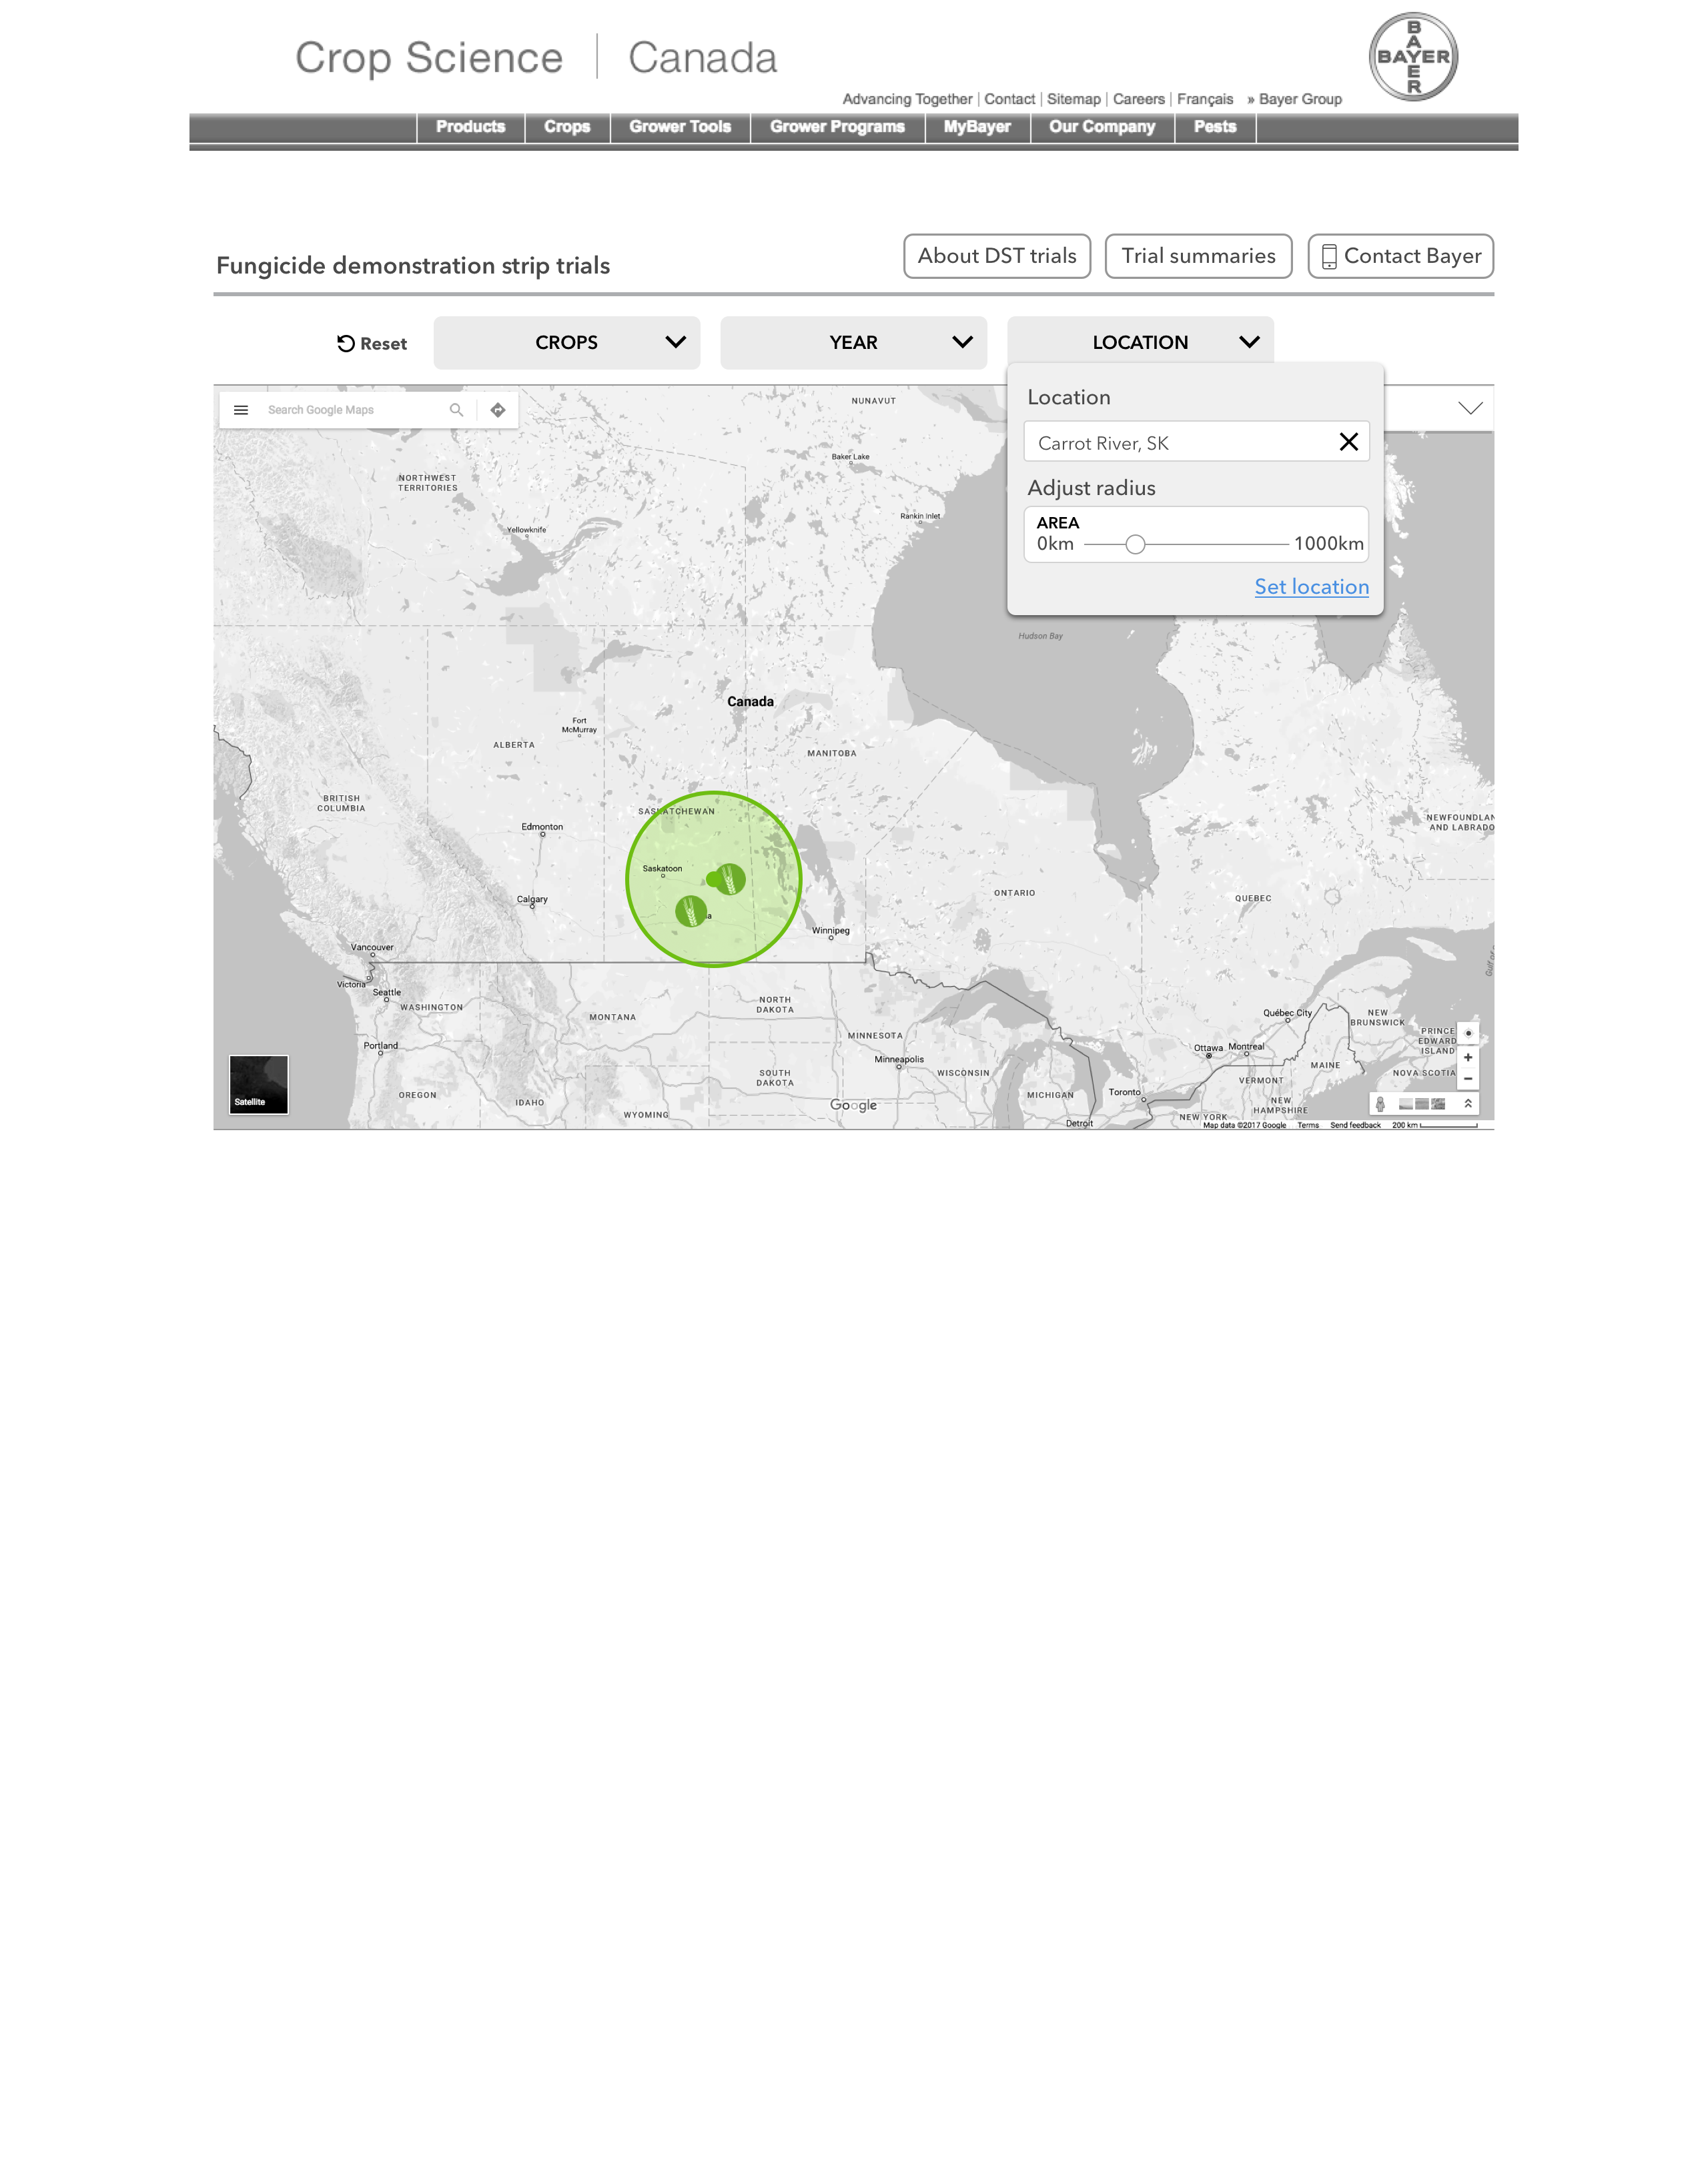 Crop Science | Canada
BAYER
BAYER
Advancing Together | Contact | Sitemap | Careers | Français » Bayer Group
Products
Crops
Grower Tools
Grower Programs
MyBayer
Our Company
Pests
Fungicide demonstration strip trials
About DST trials
Trial summaries
Contact Bayer
Reset
CROPS
YEAR
LOCATION
Location
Carrot River, SK
Adjust radius
AREA
0km
1000km
Set location
Search Google Maps
NUNAVUT
Baker Lake
NORTHWEST
TERRITORIES
Rankin Inlet
Yellowknife
Hudson Bay
Canada
Fort
McMurray
ALBERTA
MANITOBA
BRITISH
COLUMBIA
SASKATCHEWAN
NEWFOUNDLAN
AND LABRADO
Edmonton
Saskatoon
ONTARIO
QUEBEC
Calgary
a
Winnipeg
Vancouver
Victoria
Seattle
WASHINGTON
MONTANA
NORTH
DAKOTA
Québec City
NEW
BRUNSWICK
PRINCE
EDWARD
ISLAND
MINNESOTA
Portland
Minneapolis
Ottawa
Montreal
MAINE
NOVA SCOTIA
SOUTH
DAKOTA
WISCONSIN
VERMONT
OREGON
IDAHO
MICHIGAN
Toronto
NEW
HAMPSHIRE
WYOMING
Google
NEW YORK
Detroit
Satellite
Map data ©2017 Google
Terms
Send feedback
200 km